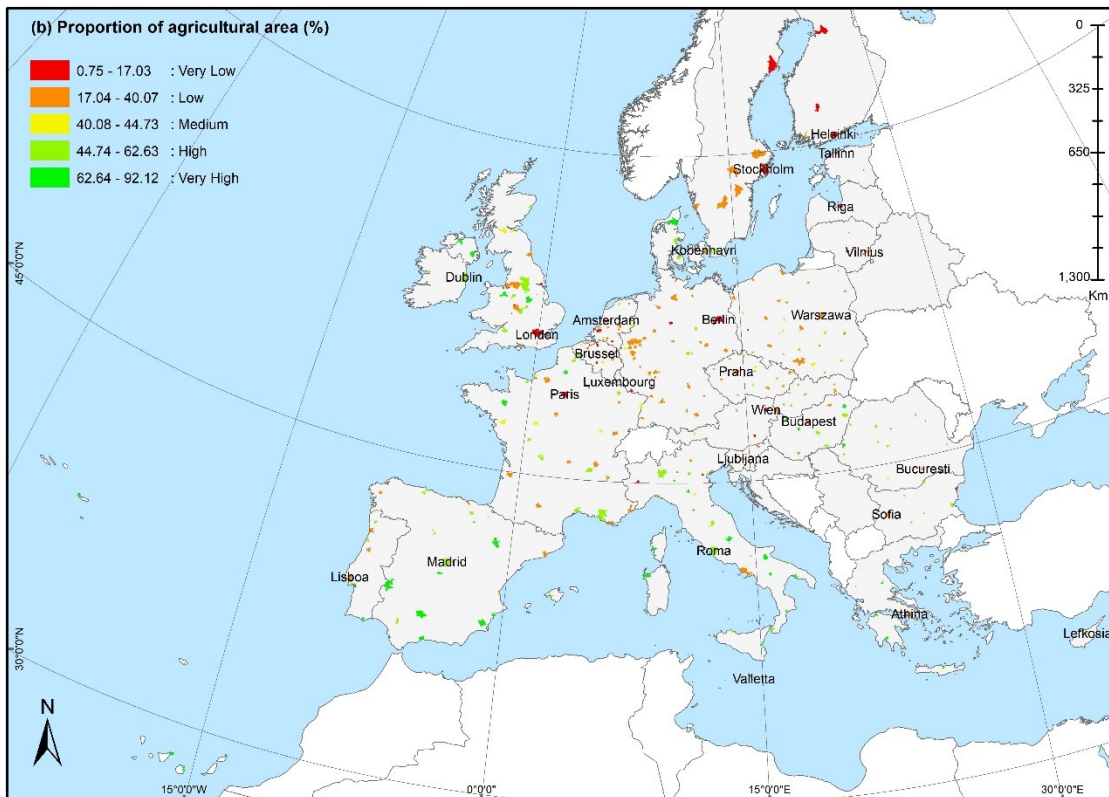 (b) Proportion of agricultural area (%)
0.75 - 17.03 : Very Low
17.04 - 40.07 : Low
40.08 - 44.73 : Medium
44.74 - 62.63 : High
62.64 - 92.12 : Very High
0
325
650
1,300
Km
Helsinki
Tallinn
Stockholm
Riga
45°0'0"N
Kobenhavn
Vilnius
Dublin
Amsterdam
Berlin
Warszawa
London
Brussel
Praha
Luxembourg
Paris
Wien
Budapest
Ljubljana
Bucuresti
Sofia
Roma
Madrid
Lisboa
Athina
Lefkosia
30°0'0"N
Valletta
N
15°0'0"W
0°0'0"
15°0'0"E
30°0'0"E